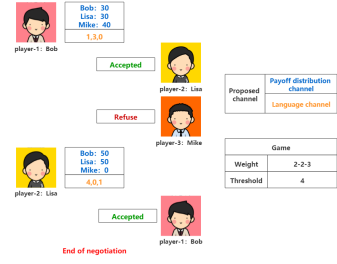 Bob: 30
Lisa: 30
Mike: 40
1,3,0
player-1: Bob
Accepted
player-2: Lisa
Refuse
player-3: Mike
Bob: 50
Lisa: 50
Mike: 0
4,0,1
player-2: Lisa
Accepted
player-1: Bob
End of negotiation
Proposed channel
Payoff distribution
channel
Language channel
Game
Weight 2-2-3
Threshold 4